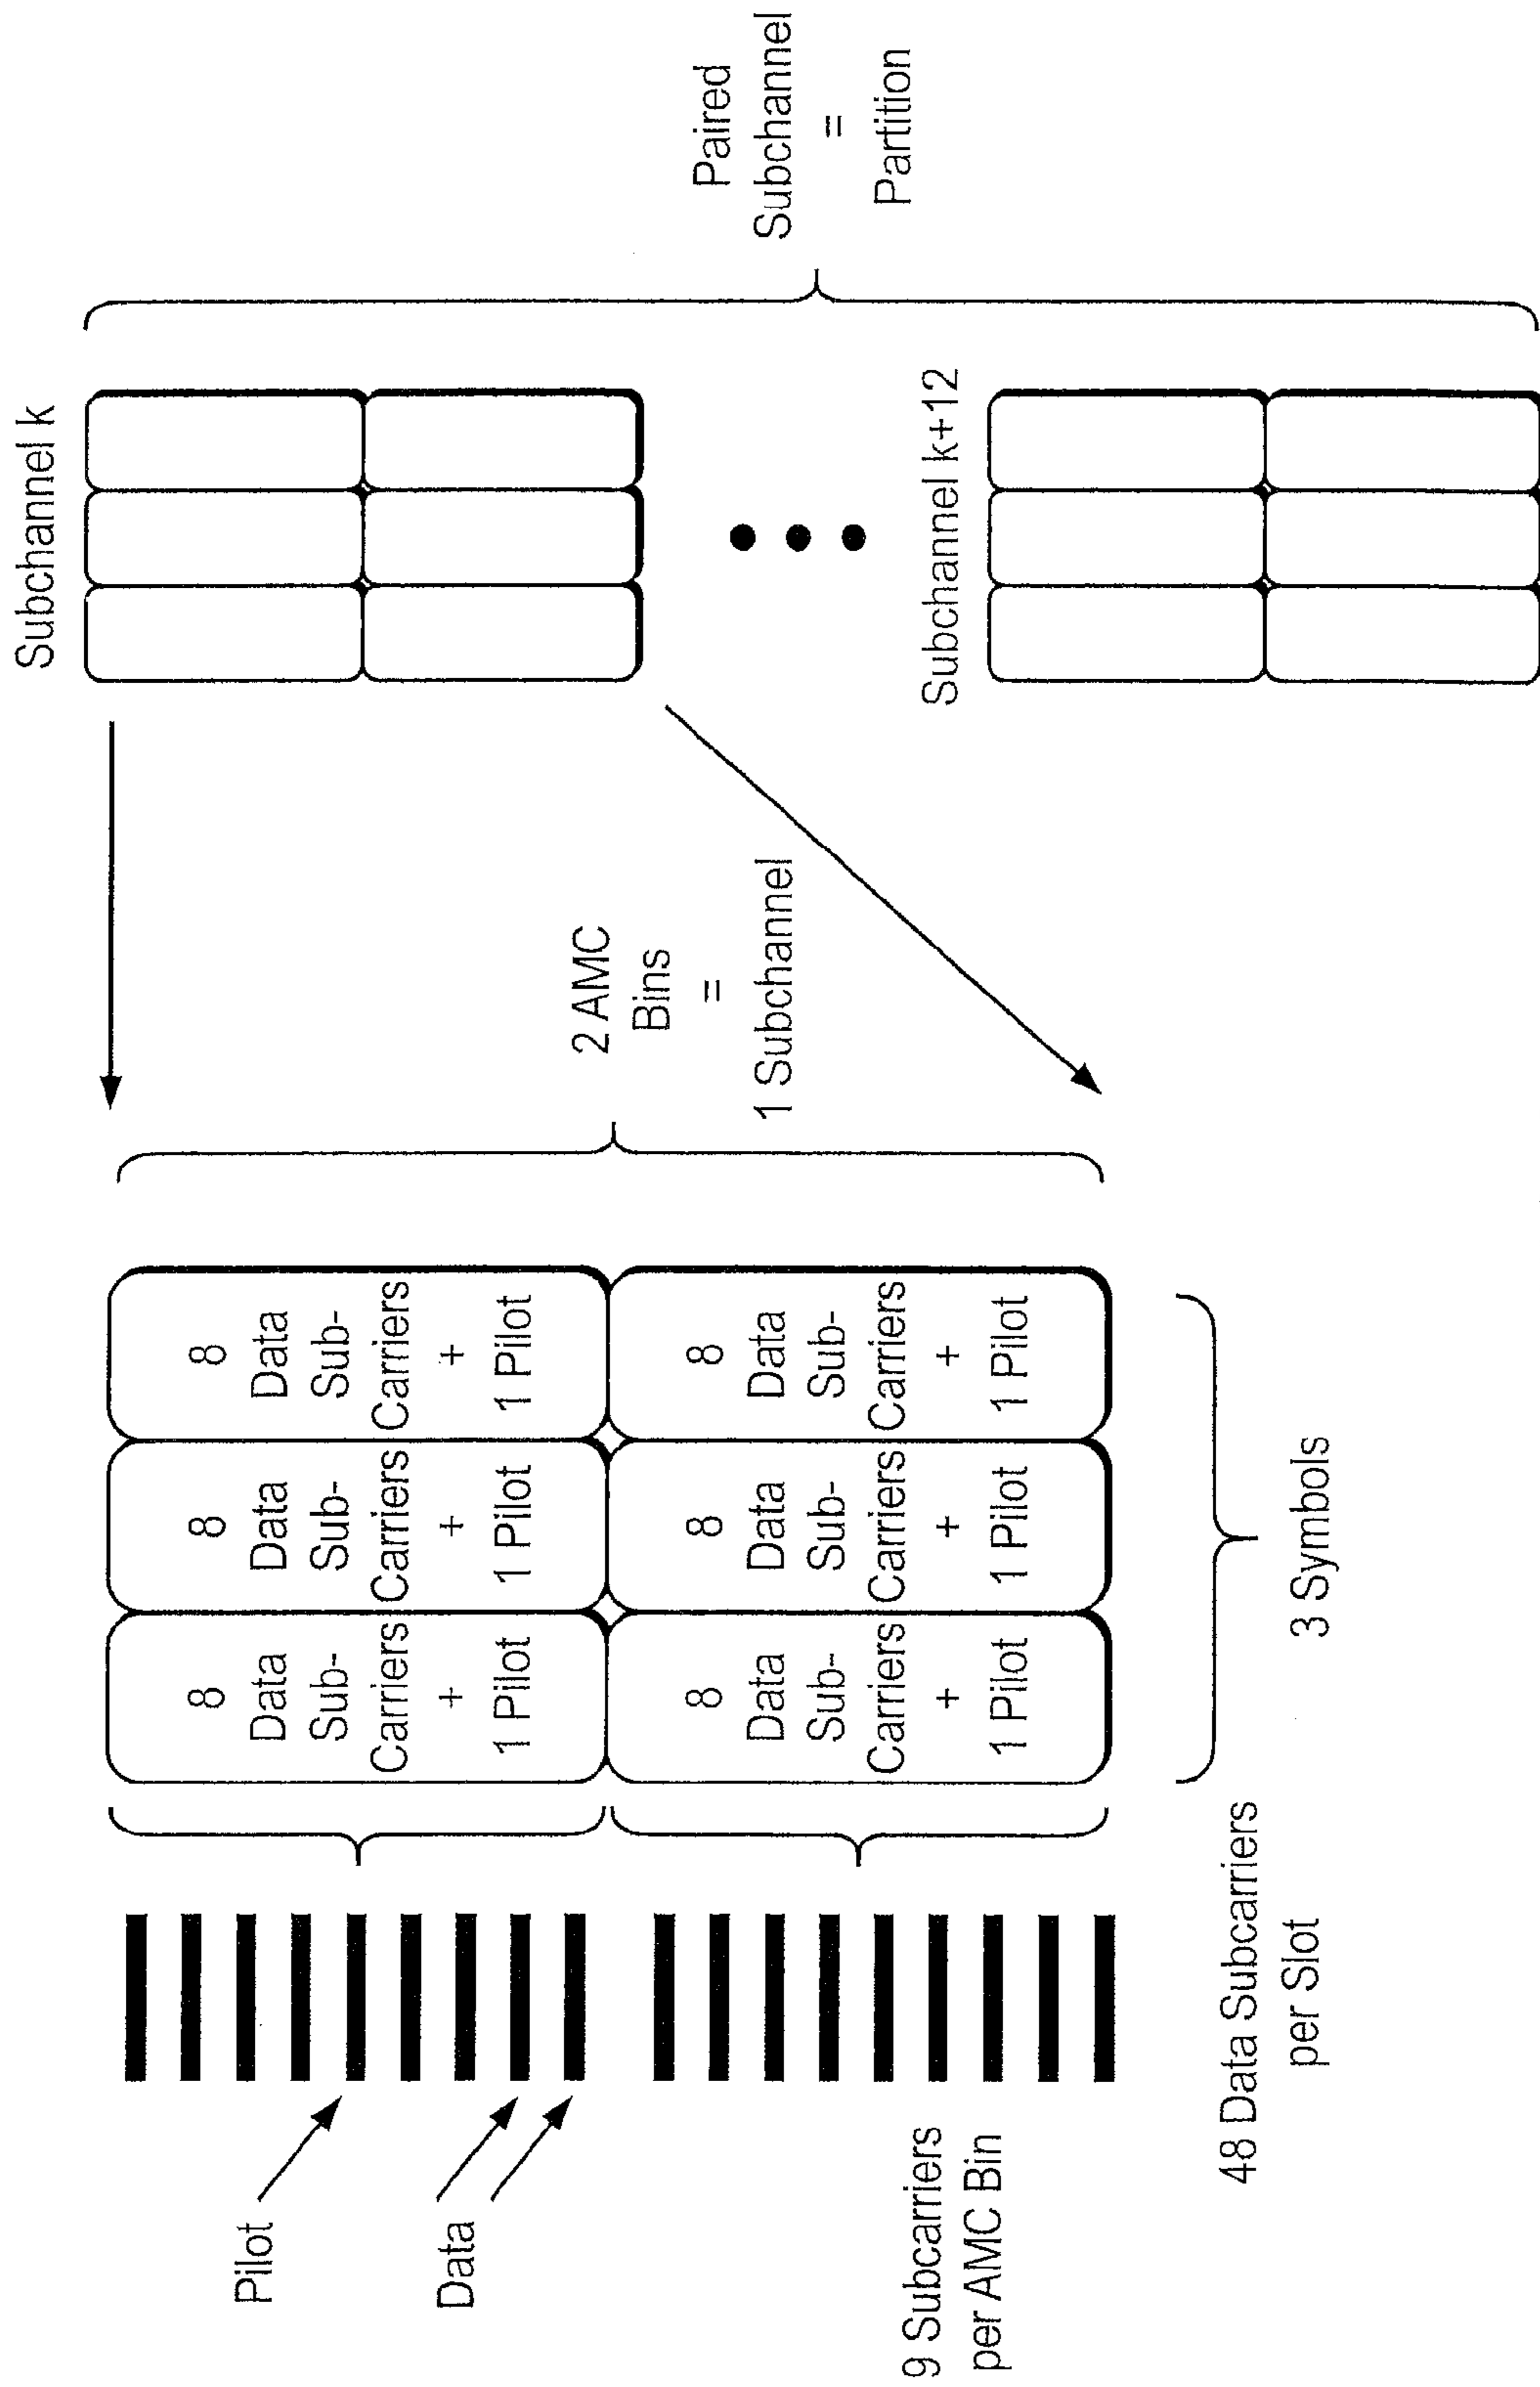 Pilot
Data
9 Subcarriers
per AMC Bin
8
Data
Sub-
Carriers
+
1 Pilot
8
Data
Sub-
Carriers
+
1 Pilot
8
Data
Sub-
Carriers
+
1 Pilot
8
Data
Sub-
Carriers
+
1 Pilot
8
Data
Sub-
Carriers
+
1 Pilot
8
Data
Sub-
Carriers
+
1 Pilot
48 Data Subcarriers
per Slot
3 Symbols
2 AMC
Bins
=
1 Subchannel
Subchannel k
Subchannel k+12
Paired
Subchannel
=
Partition